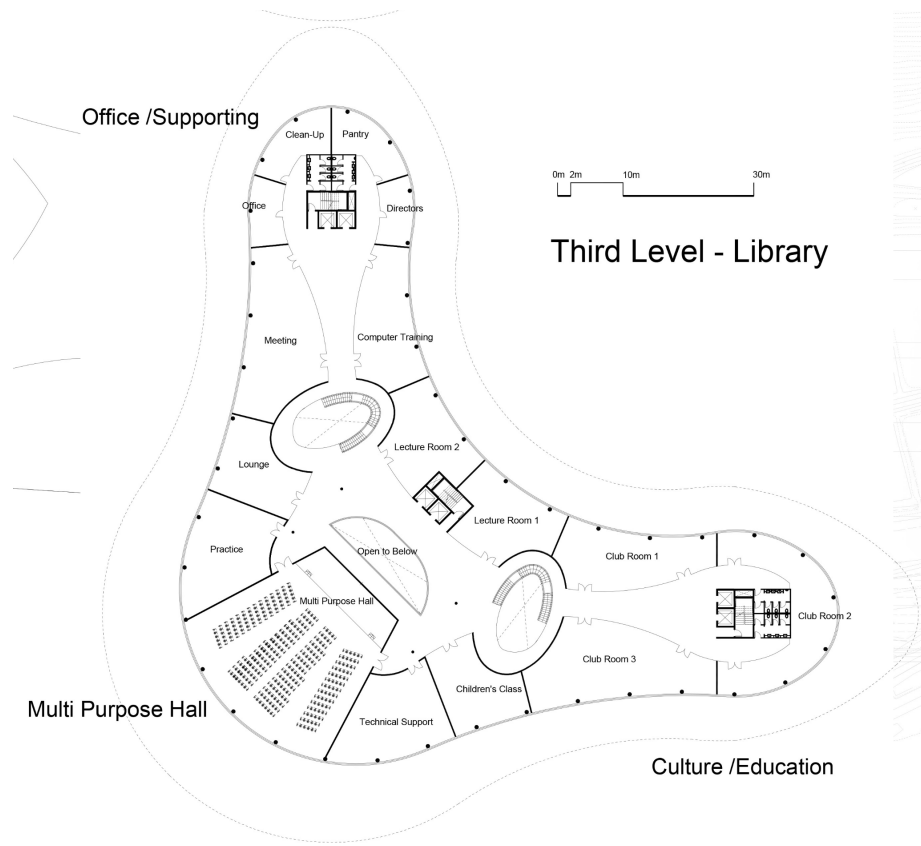 Office /Supporting
Clean-Up
Pantry
0m 2m 10m 30m
Office
Directors
Third Level - Library
Meeting
Computer Training
Lecture Room 2
Lounge
Lecture Room 1
Practice
Open to Below
Club Room 1
Multi Purpose Hall
Club Room 2
Club Room 3
Children's Class
Multi Purpose Hall
Technical Support
Culture /Education